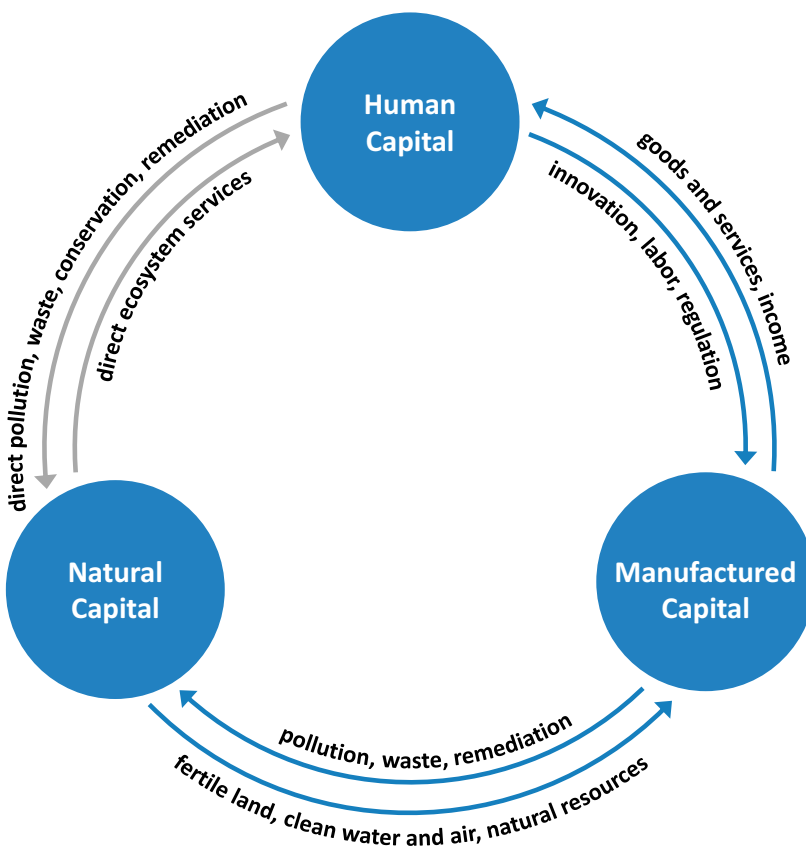 Human
Capital
direct pollution, waste, conservation, remediation
direct ecosystem services
goods and services, income
innovation, labor, regulation
Natural
Capital
Manufactured
Capital
pollution, waste, remediation
fertile land, clean water and air, natural resources